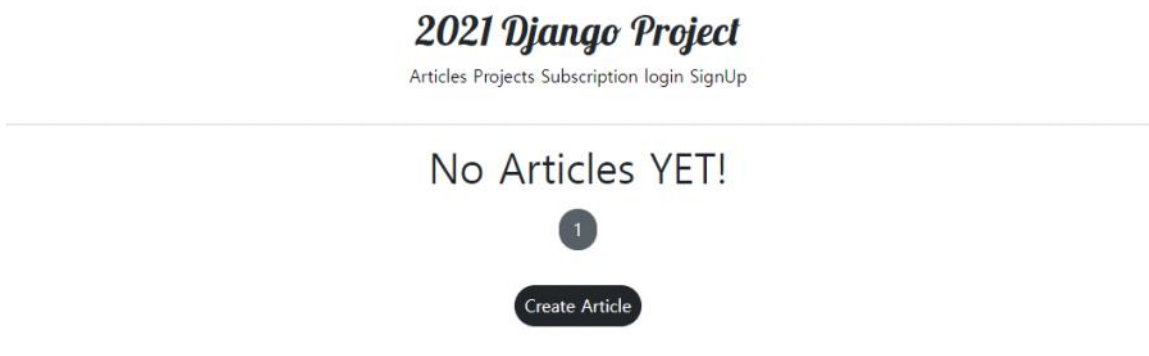 2021 Django Project
Articles Projects Subscription login SignUp
No Articles YET!
1
Create Article